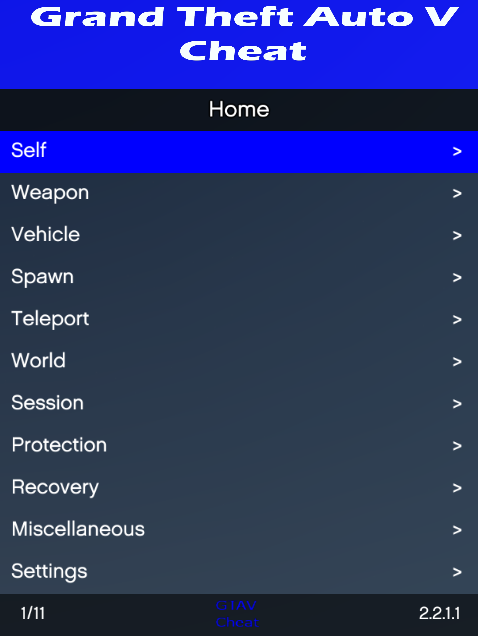 Grand Theft Auto V
Cheat
Home
Self >
Weapon >
Vehicle >
Spawn >
Teleport >
World >
Session >
Protection >
Recovery >
Miscellaneous >
Settings >
1/11 GTAV 2.2.1.1
Cheat